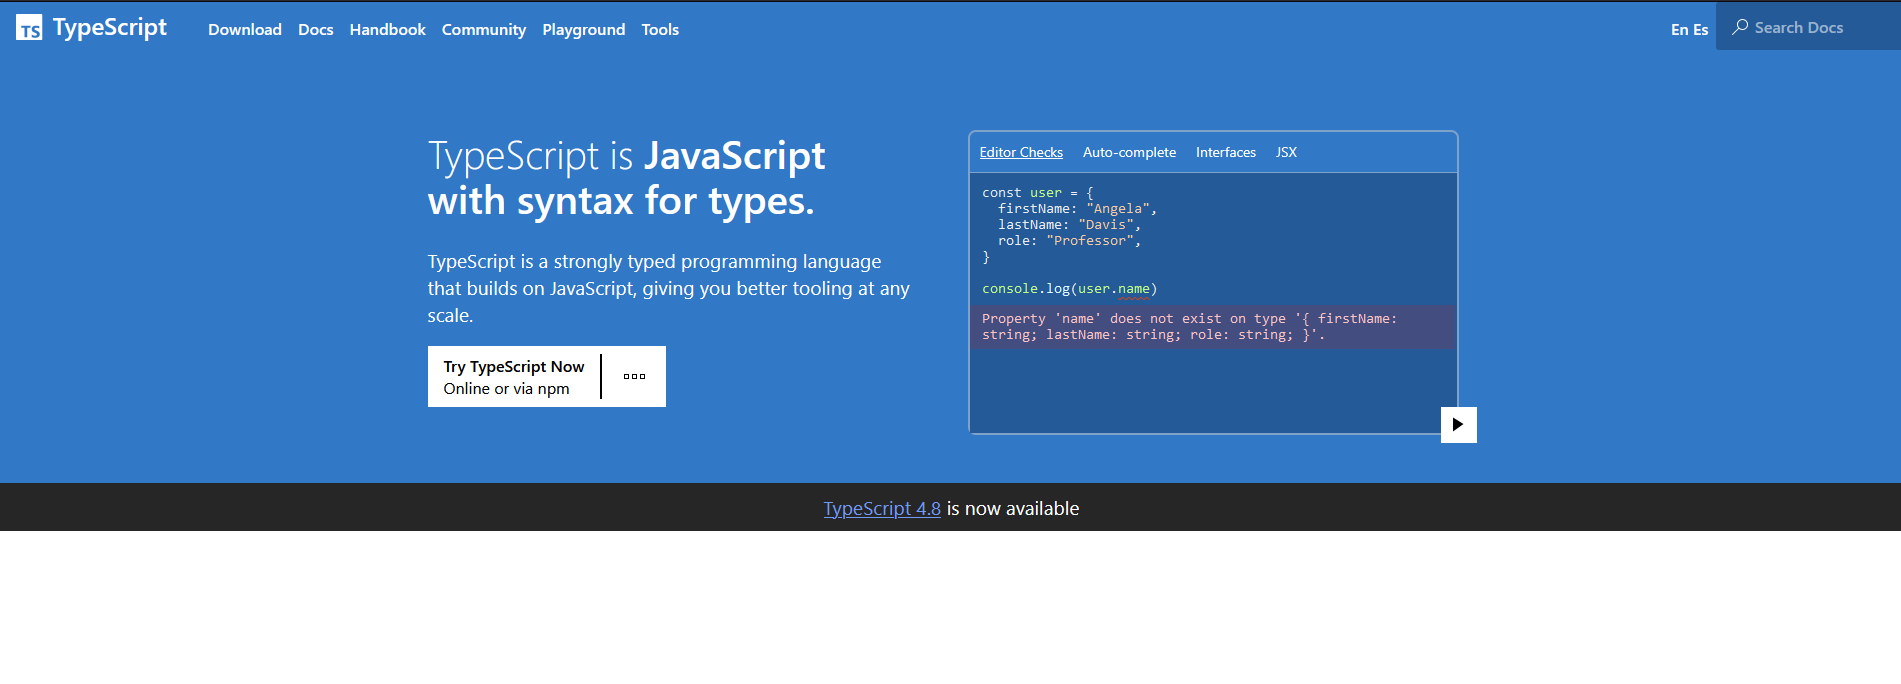 TS TypeScript
Download Docs Handbook Community Playground Tools
En Es
Search Docs
TypeScript is JavaScript
with syntax for types.
TypeScript is a strongly typed programming language
that builds on JavaScript, giving you better tooling at any
scale.
Try TypeScript Now
Online or via npm
Editor Checks Auto-complete Interfaces JSX
const user = {
  firstName: "Angela",
  lastName: "Davis",
  role: "Professor",
}
console.log(user.name)
Property 'name' does not exist on type '{ firstName:
string; lastName: string; role: string; }'.
TypeScript 4.8 is now available